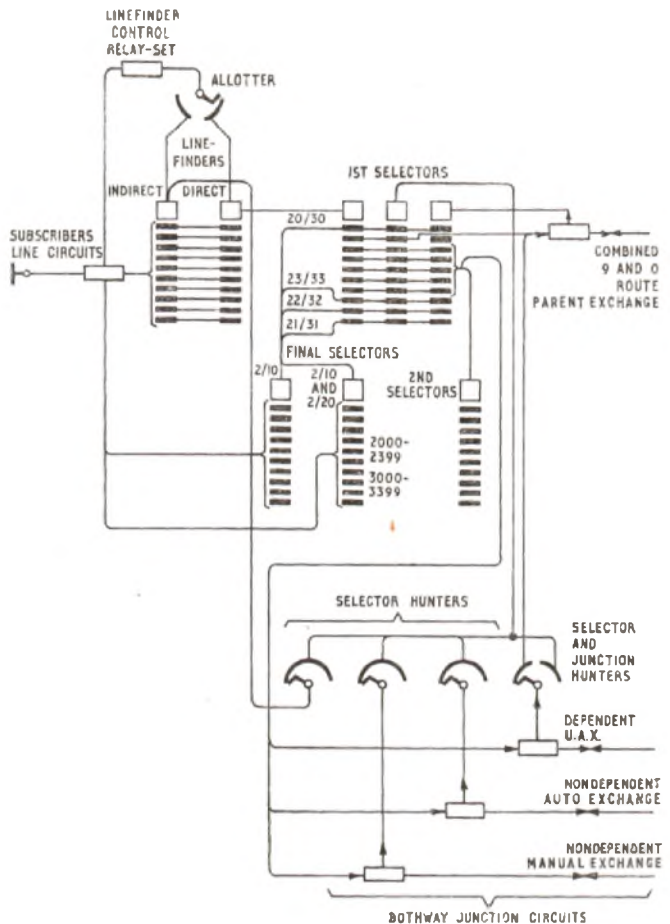 LINEFINDER
CONTROL
RELAY-SET
ALLOTTER
LINE-
FINDERS
INDIRECT
DIRECT
1ST SELECTORS
20/30
SUBSCRIBERS
LINE CIRCUITS
COMBINED
9 AND 0
ROUTE
PARENT EXCHANGE
23/33
22/32
21/31
FINAL SELECTORS
2/10
2/10
AND
2/20
2ND
SELECTORS
2000-
2399
3000-
3399
SELECTOR HUNTERS
SELECTOR
AND
JUNCTION
HUNTERS
DEPENDENT
U.A.X.
NONDEPENDENT
AUTO EXCHANGE
NONDEPENDENT
MANUAL EXCHANGE
BOTHWAY JUNCTION CIRCUITS